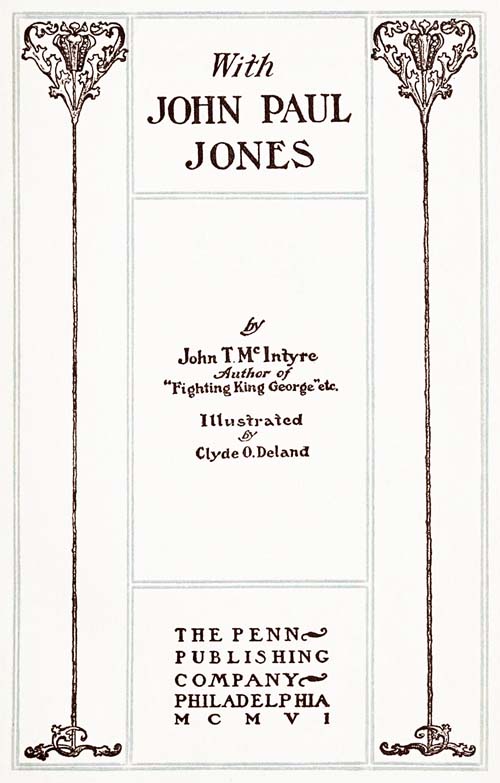 With
JOHN PAUL
JONES
by
John T. Mc Intyre
Author of
"Fighting King George" etc.
Illustrated
by
Clyde O. Deland
THE PENN
PUBLISHING
COMPANY
PHILADELPHIA
MCMVI